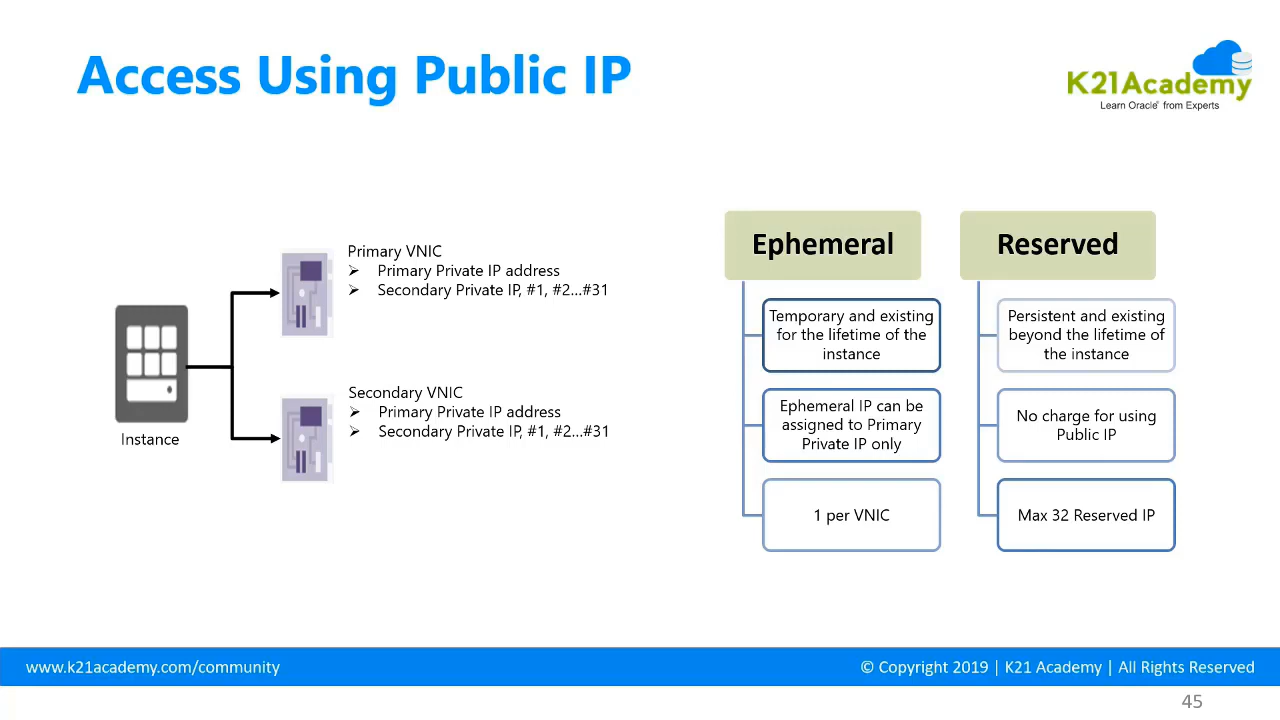 Access Using Public IP
K21Academy
Learn Oracle® from Experts
Primary VNIC
➢ Primary Private IP address
➢ Secondary Private IP, #1, #2...#31
Instance
Secondary VNIC
➢ Primary Private IP address
➢ Secondary Private IP, #1, #2...#31
Ephemeral
Temporary and existing
for the lifetime of the
instance
Ephemeral IP can be
assigned to Primary
Private IP only
1 per VNIC
Reserved
Persistent and existing
beyond the lifetime of
the instance
No charge for using
Public IP
Max 32 Reserved IP
www.k21academy.com/community
© Copyright 2019 | K21 Academy | All Rights Reserved
45